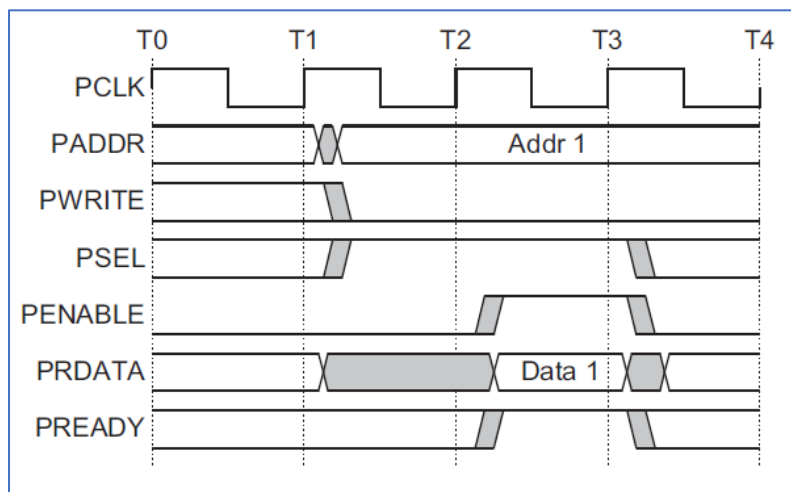 T0 T1 T2 T3 T4
PCLK
PADDR Addr 1
PWRITE
PSEL
PENABLE
PRDATA Data 1
PREADY